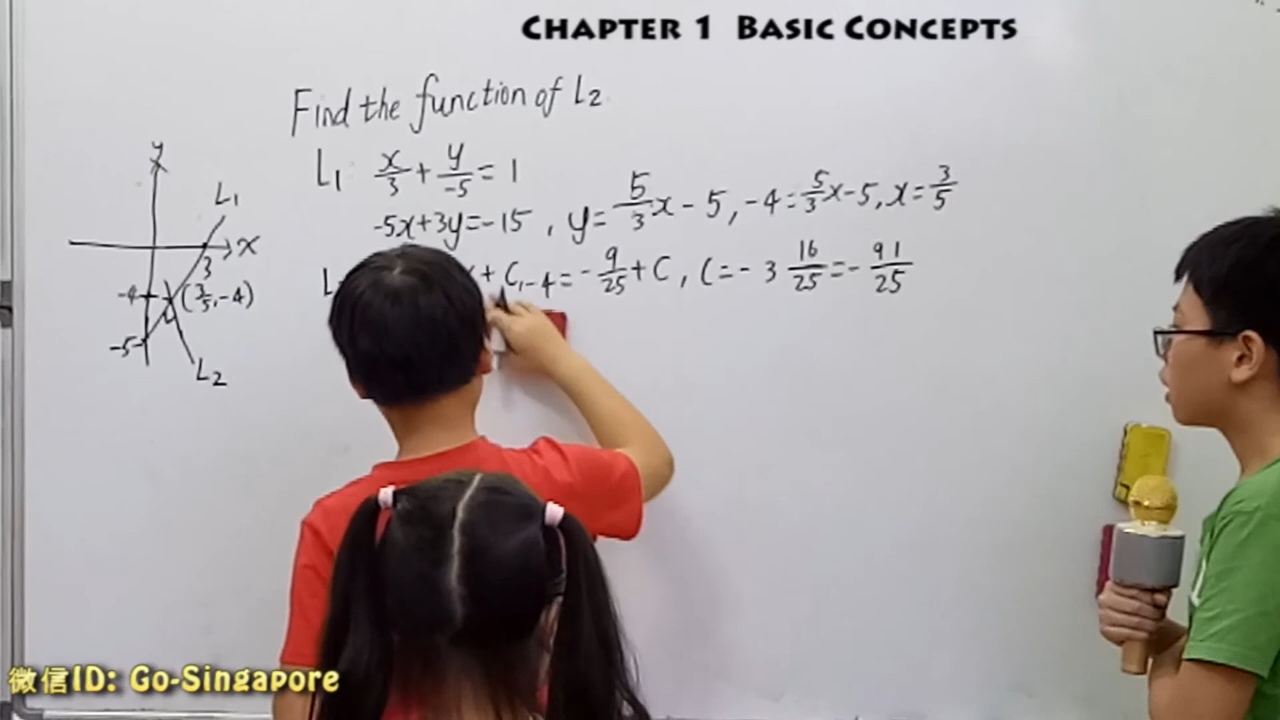 CHAPTER 1 BASIC CONCEPTS
Find the function of L2
L1 x/3 + y/-5 = 1
-5x+3y=-15 , y= 5/3 x - 5 , -4= 5/3 x-5, x= 3/5
+ C, -4= - 9/25 + C , C= - 3 16/25 = - 91/25
y
L1
x
3
-4
(3/5, -4)
-5
L2
微信ID: Go-Singapore